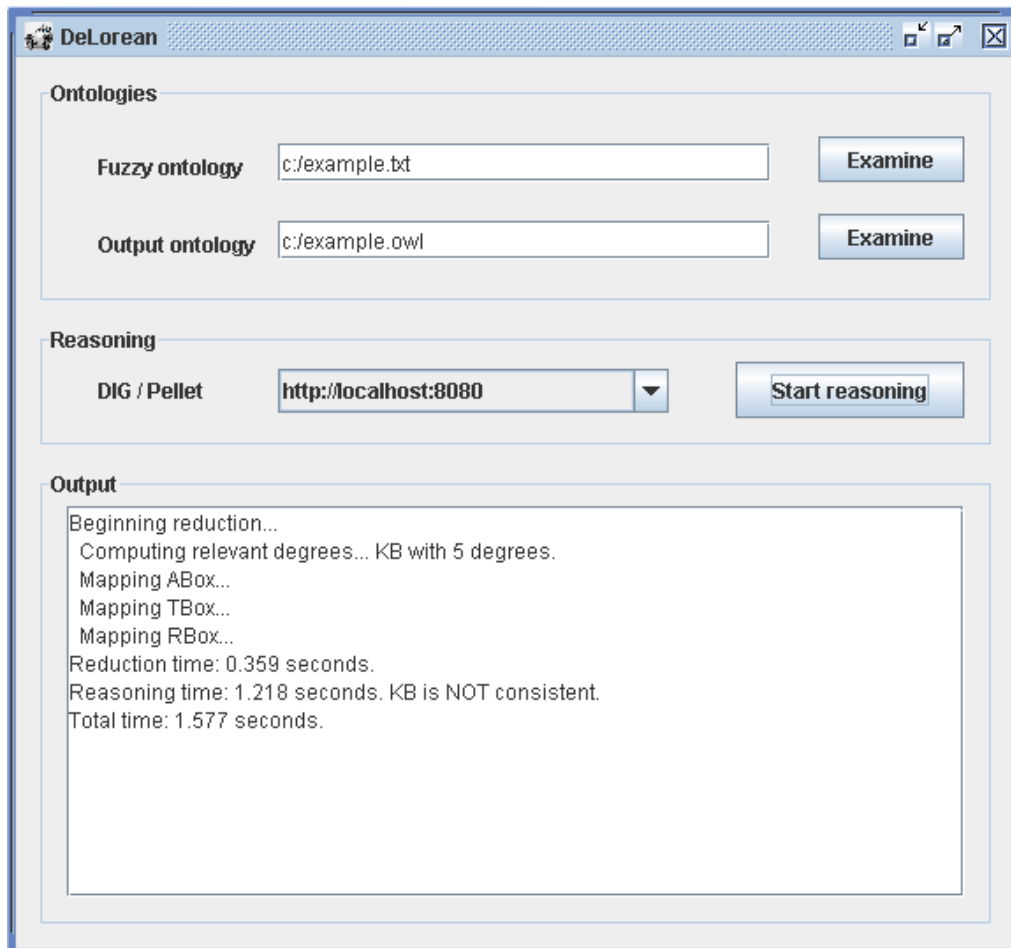 DeLorean
Ontologies
Fuzzy ontology c:/example.txt Examine
Output ontology c:/example.owl Examine
Reasoning
DIG / Pellet http://localhost:8080 Start reasoning
Output
Beginning reduction...
Computing relevant degrees... KB with 5 degrees.
Mapping ABox...
Mapping TBox...
Mapping RBox...
Reduction time: 0.359 seconds.
Reasoning time: 1.218 seconds. KB is NOT consistent.
Total time: 1.577 seconds.